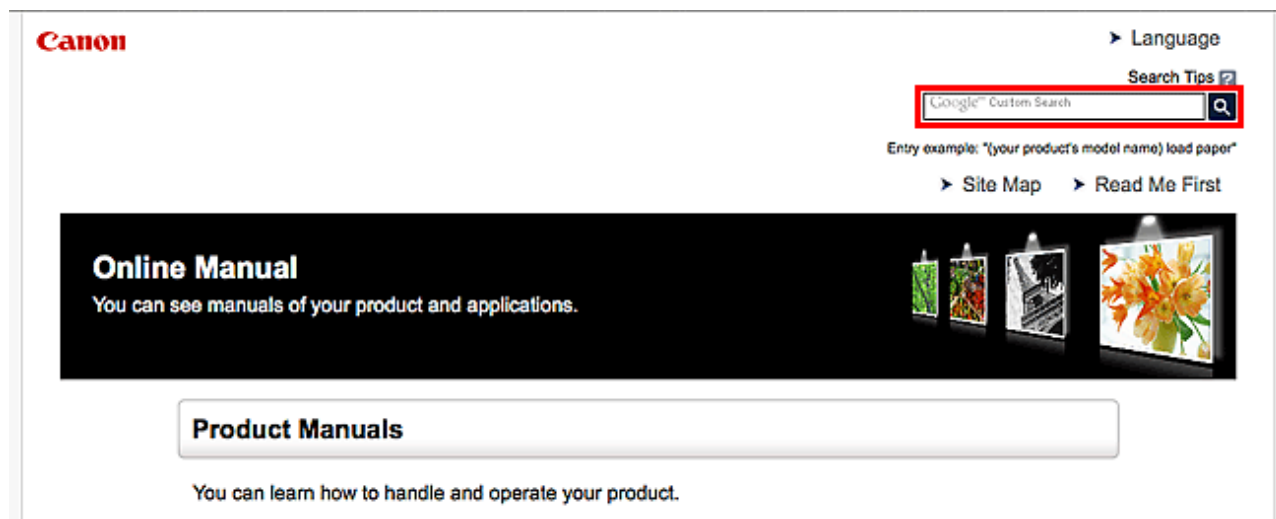 Canon
Language
Search Tips ?
Google™ Custom Search
Entry example: "(your product's model name) load paper"
Site Map Read Me First
Online Manual
You can see manuals of your product and applications.
Product Manuals
You can learn how to handle and operate your product.